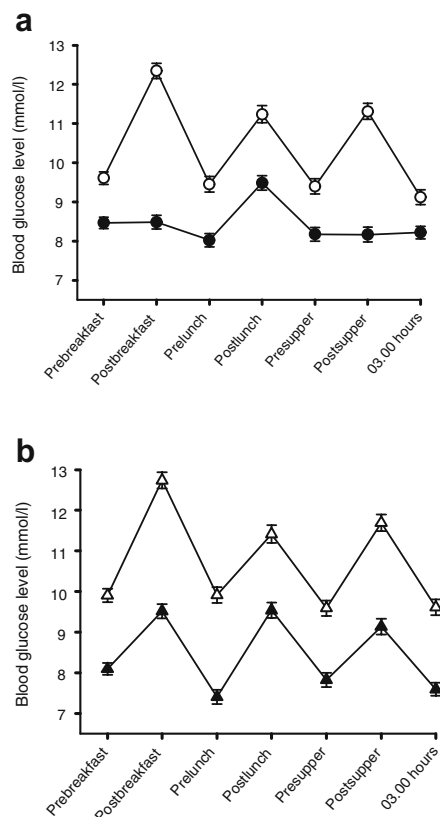 a
Blood glucose level (mmol/l)
13
12
11
10
9
8
7
Prebreakfast
Postbreakfast
Prelunch
Postlunch
Presupper
Postsupper
03.00 hours
b
Blood glucose level (mmol/l)
13
12
11
10
9
8
7
Prebreakfast
Postbreakfast
Prelunch
Postlunch
Presupper
Postsupper
03.00 hours